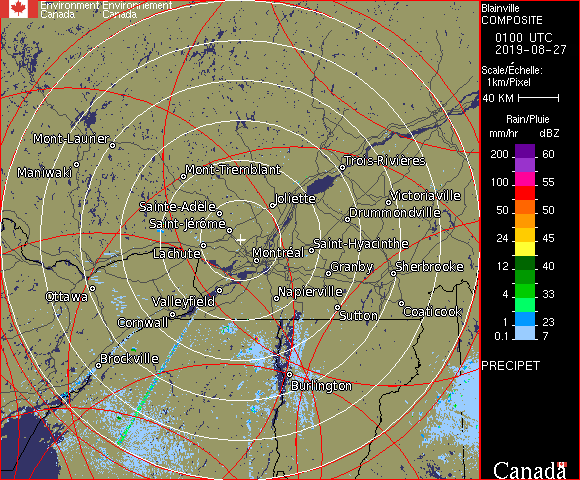 Environment Environnement
Canada Canada
Blainville
COMPOSITE
0100 UTC
2019-08-27
Scale/Échelle:
1km/Pixel
40 KM
Rain/Pluie
mm/hr dBZ
200 60
100 55
50 50
24 45
12 40
4 33
1 23
0.1 7
PRECIPET
Canada
Mont-Laurier
Maniwaki
Mont-Tremblant
Trois-Rivières
Joliette
Victoriaville
Sainte-Adèle
Drummondville
Saint-Jérôme
Lachute
Montréal
Saint-Hyacinthe
Granby
Sherbrooke
Ottawa
Valleyfield
Napierville
Cornwall
Sutton
Coaticook
Brockville
Burlington